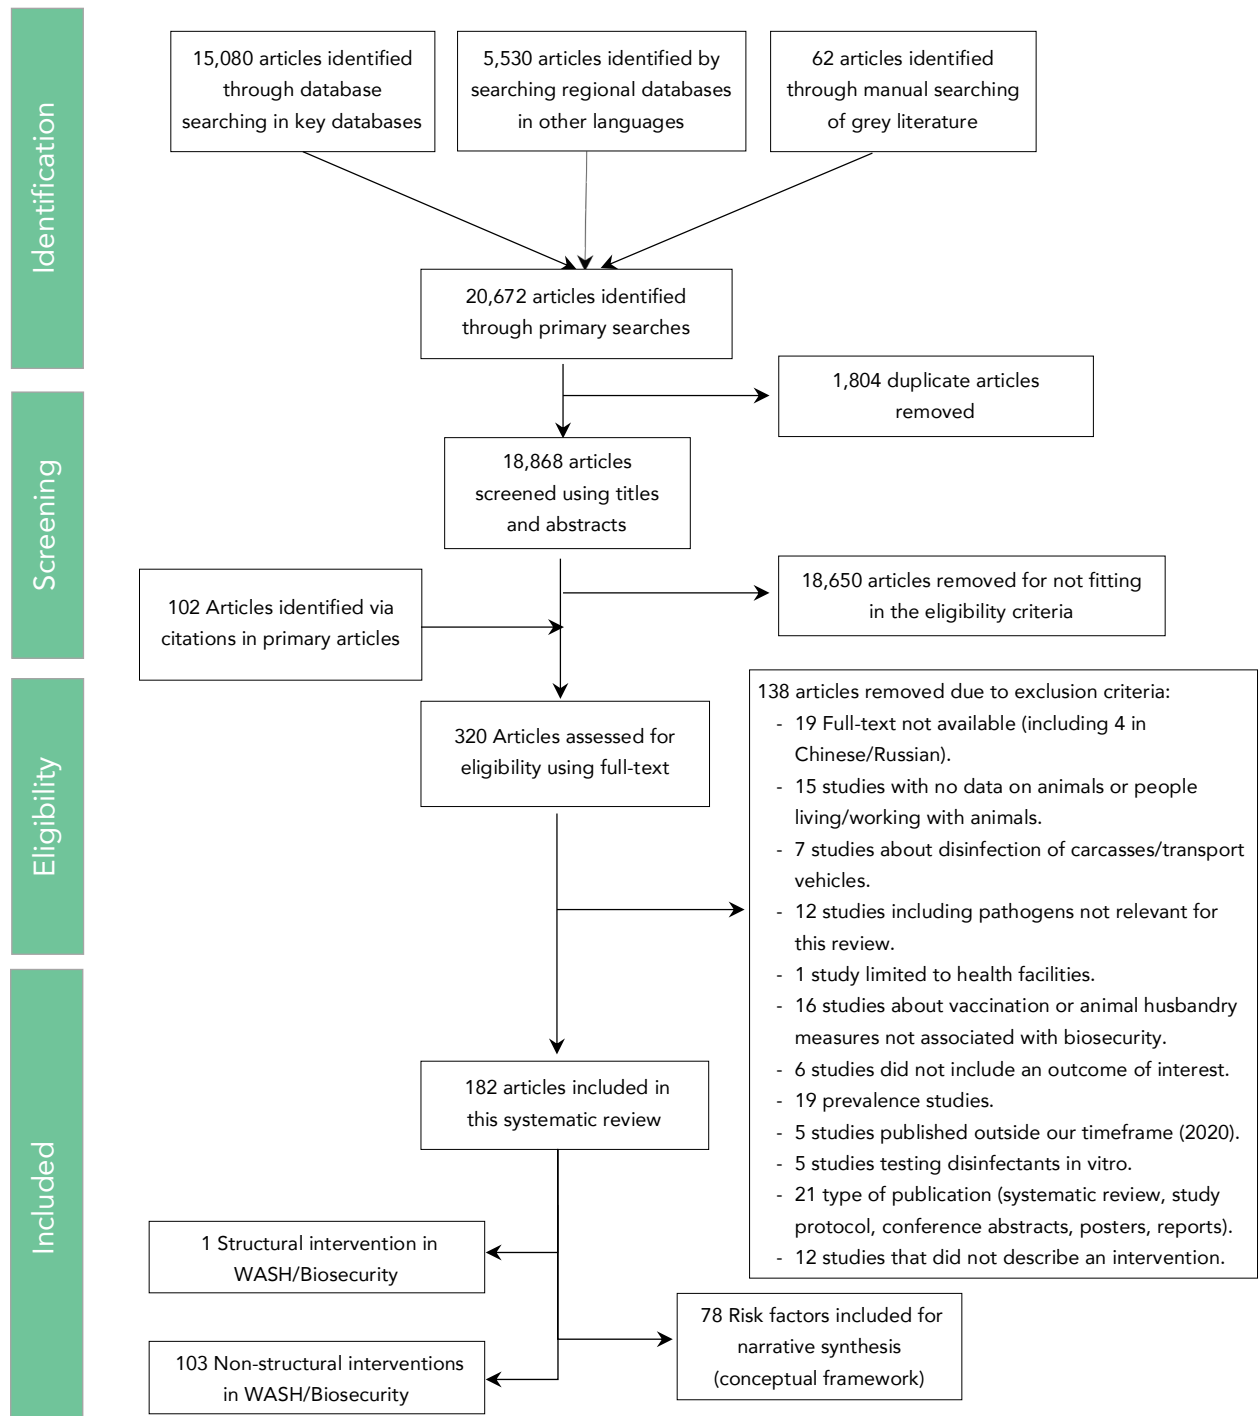 Identification
15,080 articles identified
through database
searching in key databases
5,530 articles identified by
searching regional databases
in other languages
62 articles identified
through manual searching
of grey literature
20,672 articles identified
through primary searches
1,804 duplicate articles
removed
Screening
18,868 articles
screened using titles
and abstracts
18,650 articles removed for not fitting
in the eligibility criteria
102 Articles identified via
citations in primary articles
Eligibility
320 Articles assessed for
eligibility using full-text
138 articles removed due to exclusion criteria:
- 19 Full-text not available (including 4 in
Chinese/Russian).
- 15 studies with no data on animals or people
living/working with animals.
- 7 studies about disinfection of carcasses/transport
vehicles.
- 12 studies including pathogens not relevant for
this review.
- 1 study limited to health facilities.
- 16 studies about vaccination or animal husbandry
measures not associated with biosecurity.
- 6 studies did not include an outcome of interest.
- 19 prevalence studies.
- 5 studies published outside our timeframe (2020).
- 5 studies testing disinfectants in vitro.
- 21 type of publication (systematic review, study
protocol, conference abstracts, posters, reports).
- 12 studies that did not describe an intervention.
Included
182 articles included in
this systematic review
1 Structural intervention in
WASH/Biosecurity
78 Risk factors included for
narrative synthesis
(conceptual framework)
103 Non-structural interventions
in WASH/Biosecurity